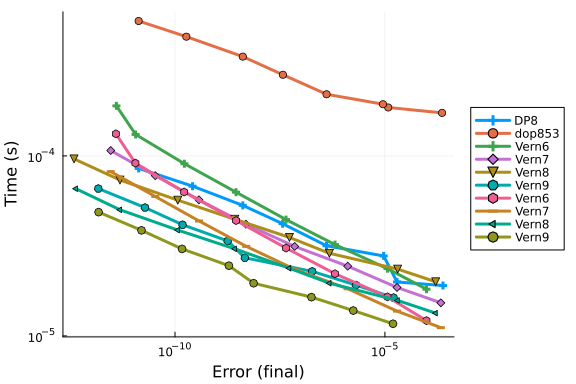 Time (s)
10⁻⁴
10⁻⁵
10⁻¹⁰
10⁻⁵
Error (final)
DP8
dop853
Vern6
Vern7
Vern8
Vern9
Vern6
Vern7
Vern8
Vern9